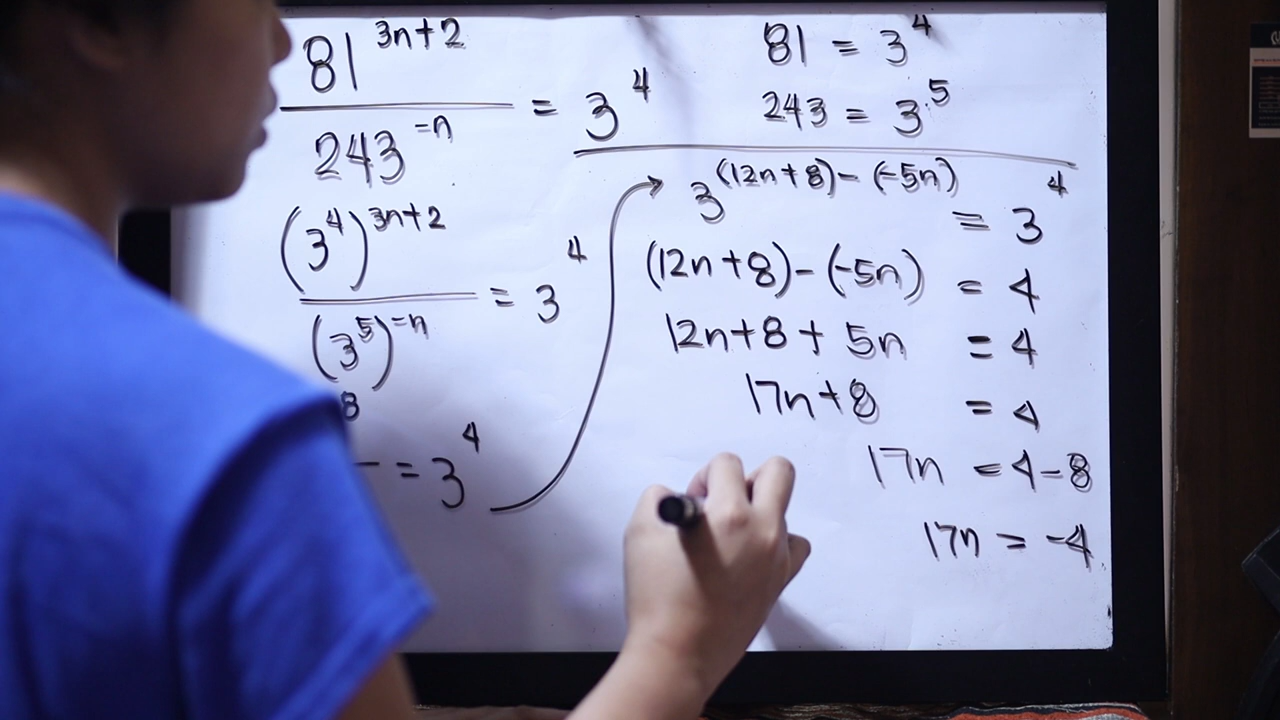 81^(3n+2) / 243^(-n) = 3^4
(3^4)^(3n+2) / (3^5)^(-n) = 3^4
8
= 3^4
81 = 3^4
243 = 3^5
3^((12n+8)-(-5n)) = 3^4
(12n+8)-(-5n) = 4
12n+8+5n = 4
17n+8 = 4
17n = 4-8
17n = -4